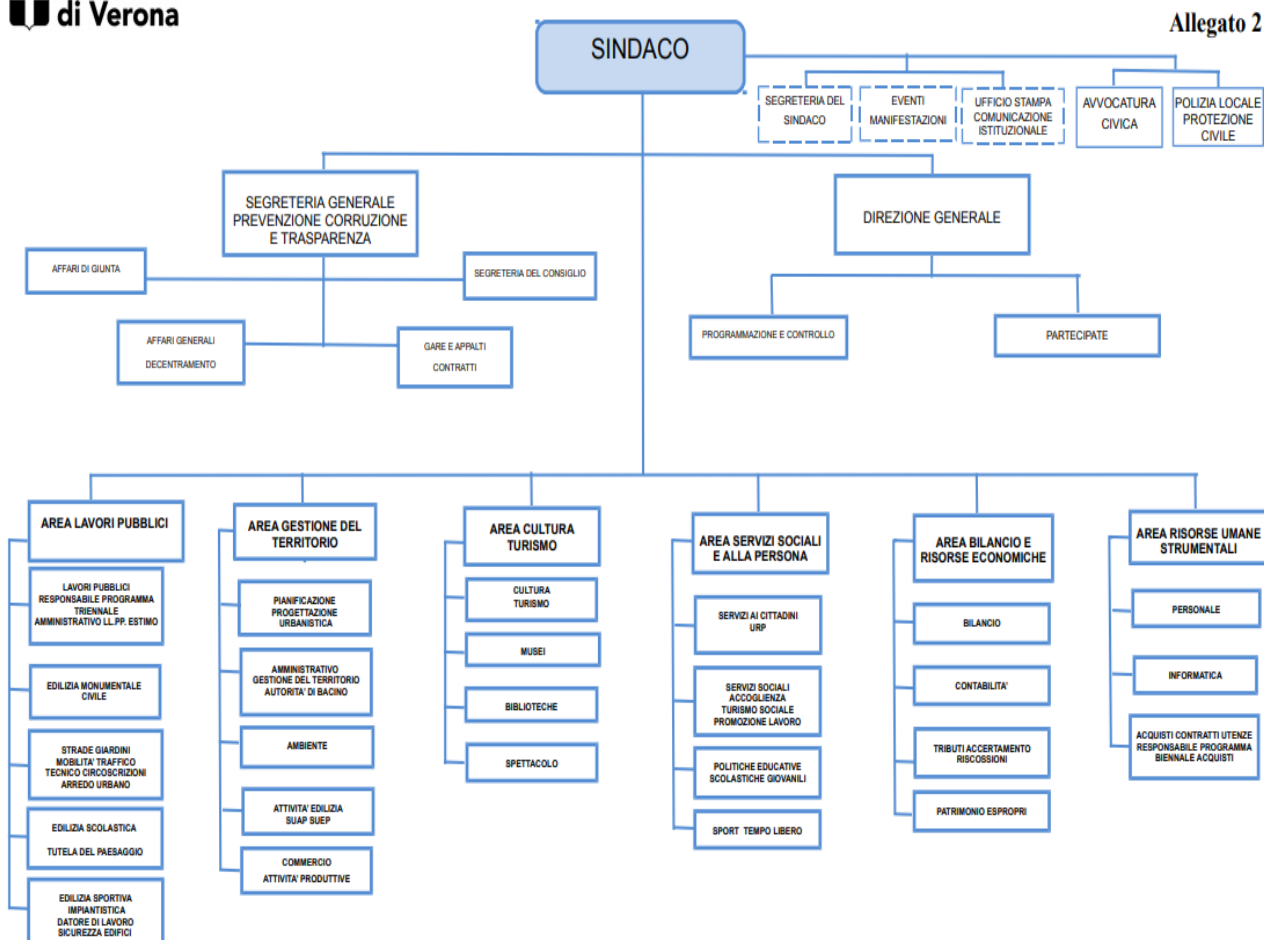 di Verona
Allegato 2
SINDACO
SEGRETERIA DEL
SINDACO
EVENTI
MANIFESTAZIONI
UFFICIO STAMPA
COMUNICAZIONE
ISTITUZIONALE
AVVOCATURA
CIVICA
POLIZIA LOCALE
PROTEZIONE
CIVILE
SEGRETERIA GENERALE
PREVENZIONE CORRUZIONE
E TRASPARENZA
DIREZIONE GENERALE
AFFARI DI GIUNTA
SEGRETERIA DEL CONSIGLIO
AFFARI GENERALI
DECENTRAMENTO
GARE E APPALTI
CONTRATTI
PROGRAMMAZIONE E CONTROLLO
PARTECIPATE
AREA LAVORI PUBBLICI
LAVORI PUBBLICI
RESPONSABILE PROGRAMMA
TRIENNALE
AMMINISTRATIVO LL.PP. ESTIMO
EDILIZIA MONUMENTALE
CIVILE
STRADE GIARDINI
MOBILITA' TRAFFICO
TECNICO CIRCOSCRIZIONI
ARREDO URBANO
EDILIZIA SCOLASTICA
TUTELA DEL PAESAGGIO
EDILIZIA SPORTIVA
IMPIANTISTICA
DATORE DI LAVORO
SICUREZZA EDIFICI
AREA GESTIONE DEL
TERRITORIO
PIANIFICAZIONE
PROGETTAZIONE
URBANISTICA
AMMINISTRATIVO
GESTIONE DEL TERRITORIO
AUTORITA' DI BACINO
AMBIENTE
ATTIVITA' EDILIZIA
SUAP SUEP
COMMERCIO
ATTIVITA' PRODUTTIVE
AREA CULTURA
TURISMO
CULTURA
TURISMO
MUSEI
BIBLIOTECHE
SPETTACOLO
AREA SERVIZI SOCIALI
E ALLA PERSONA
SERVIZI AI CITTADINI
URP
SERVIZI SOCIALI
ACCOGLIENZA
TURISMO SOCIALE
PROMOZIONE LAVORO
POLITICHE EDUCATIVE
SCOLASTICHE GIOVANILI
SPORT TEMPO LIBERO
AREA BILANCIO E
RISORSE ECONOMICHE
BILANCIO
CONTABILITA'
TRIBUTI ACCERTAMENTO
RISCOSSIONI
PATRIMONIO ESPROPRI
AREA RISORSE UMANE
STRUMENTALI
PERSONALE
INFORMATICA
ACQUISTI CONTRATTI UTENZE
RESPONSABILE PROGRAMMA
BIENNALE ACQUISTI